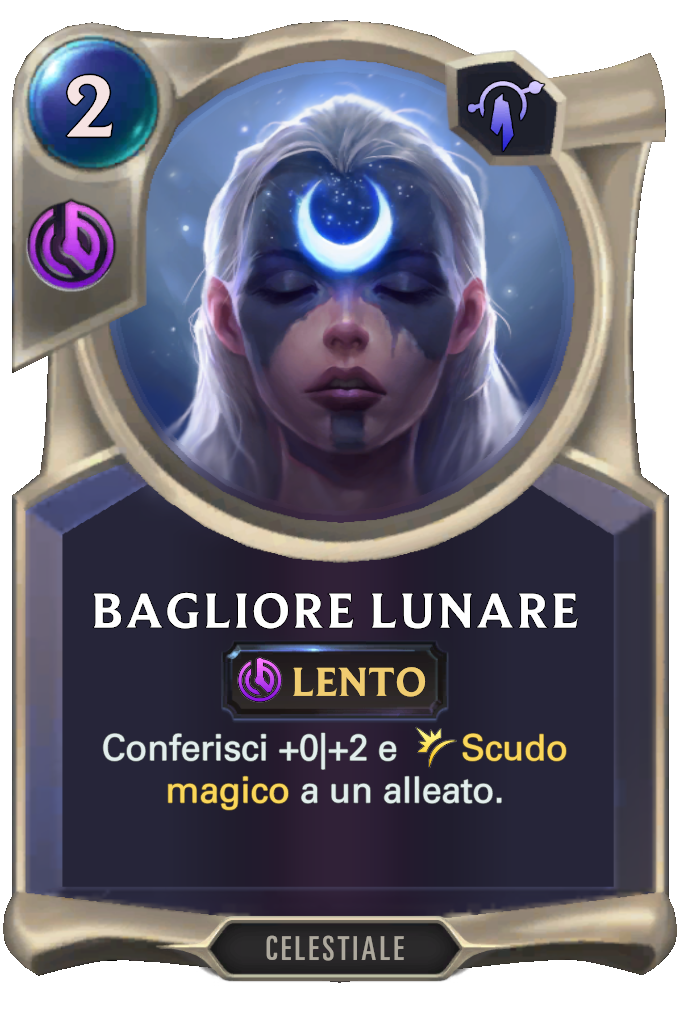 2
BAGLIORE LUNARE
LENTO
Conferisci +0|+2 e Scudo
magico a un alleato.
CELESTIALE